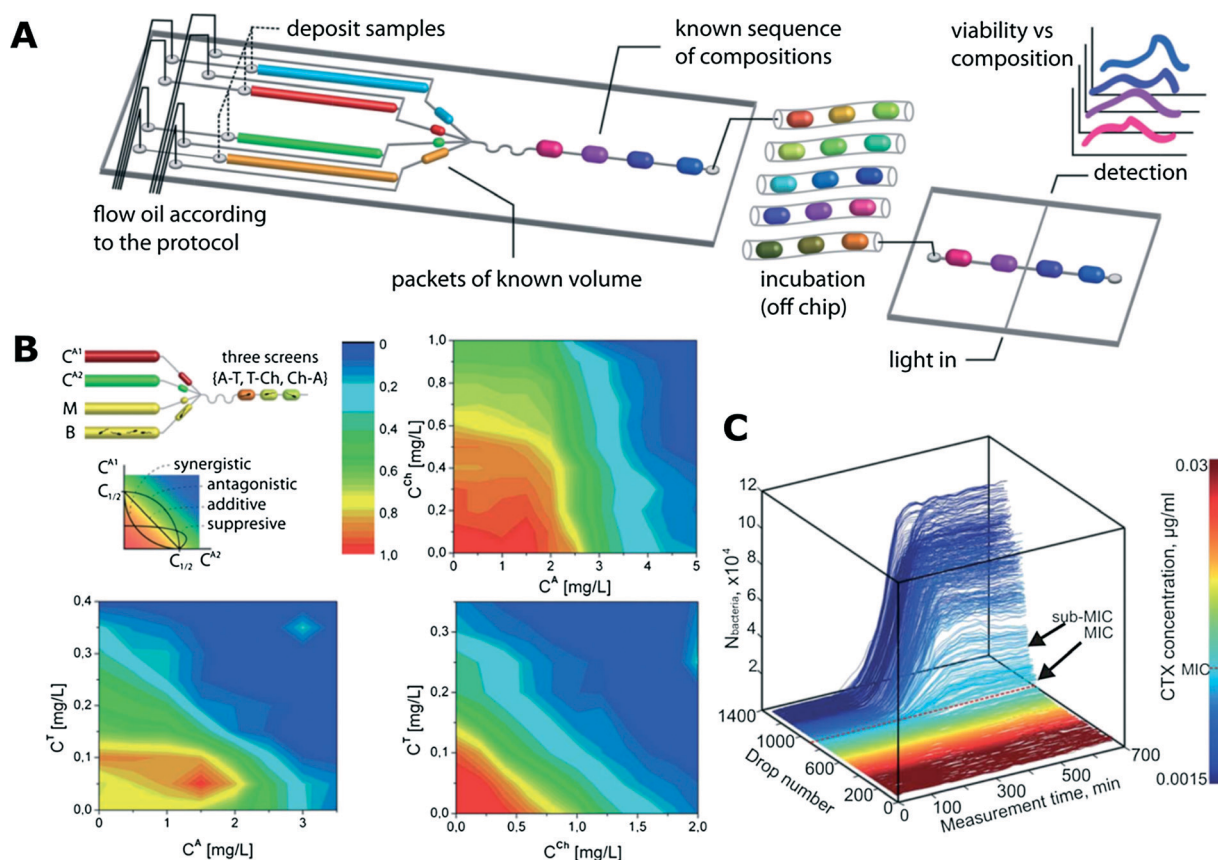 A
deposit samples
known sequence
of compositions
viability vs
composition
flow oil according
to the protocol
packets of known volume
incubation
(off chip)
detection
light in
B
C^A1
C^A2
M
B
three screens
{A-T, T-Ch, Ch-A}
C^A1
C1/2
synergistic
antagonistic
additive
suppresive
C1/2 C^A2
0
0,2
0,4
0,6
0,8
1,0
C^Ch [mg/L]
1.0
0.8
0.6
0.4
0.2
0.0
0 1 2 3 4 5
C^A [mg/L]
C^T [mg/L]
0.4
0.3
0.2
0.1
0.0
0 1 2 3
C^A [mg/L]
C^T [mg/L]
0.3
0.2
0.1
0.0
0,0 0,5 1,0 1,5 2,0
C^Ch [mg/L]
C
Nbacteria, x10^-4
12
10
8
6
4
2
1400
1000
600
200
0
Drop number
0
100
300
500
700
Measurement time, min
sub-MIC
MIC
0.03
MIC
0.0015
CTX concentration, µg/ml